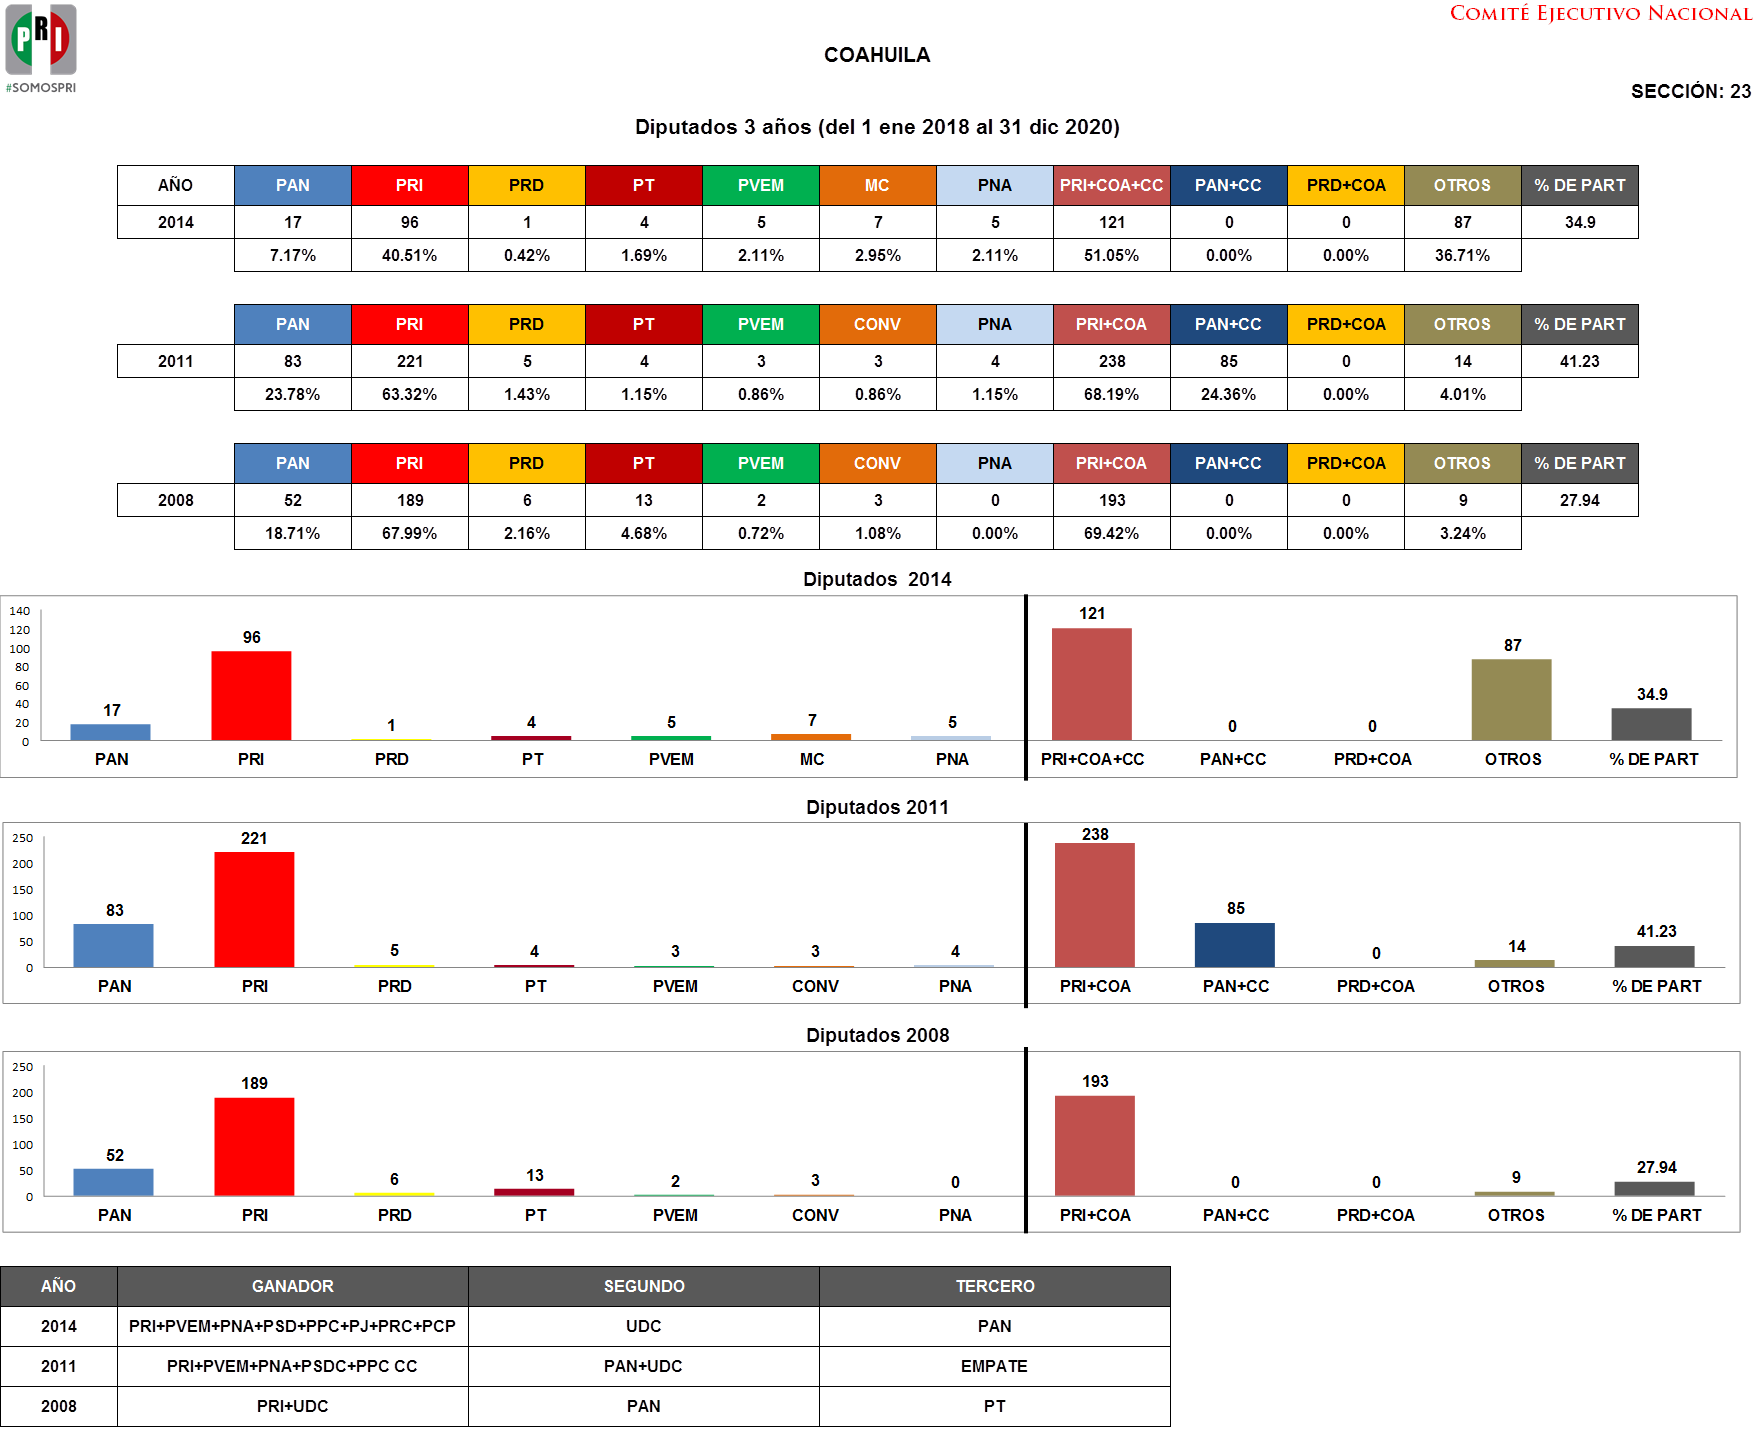 PRI
#SOMOSPRI
COMITÉ EJECUTIVO NACIONAL
COAHUILA
SECCIÓN: 23
Diputados 3 años (del 1 ene 2018 al 31 dic 2020)
AÑO PAN PRI PRD PT PVEM MC PNA PRI+COA+CC PAN+CC PRD+COA OTROS % DE PART
2014 17 96 1 4 5 7 5 121 0 0 87 34.9
7.17% 40.51% 0.42% 1.69% 2.11% 2.95% 2.11% 51.05% 0.00% 0.00% 36.71%
PAN PRI PRD PT PVEM CONV PNA PRI+COA PAN+CC PRD+COA OTROS % DE PART
2011 83 221 5 4 3 3 4 238 85 0 14 41.23
23.78% 63.32% 1.43% 1.15% 0.86% 0.86% 1.15% 68.19% 24.36% 0.00% 4.01%
PAN PRI PRD PT PVEM CONV PNA PRI+COA PAN+CC PRD+COA OTROS % DE PART
2008 52 189 6 13 2 3 0 193 0 0 9 27.94
18.71% 67.99% 2.16% 4.68% 0.72% 1.08% 0.00% 69.42% 0.00% 0.00% 3.24%
Diputados 2014
140
120
100
80
60
40
20
0
17 96 1 4 5 7 5 121 0 0 87 34.9
PAN PRI PRD PT PVEM MC PNA PRI+COA+CC PAN+CC PRD+COA OTROS % DE PART
Diputados 2011
250
200
150
100
50
0
83 221 5 4 3 3 4 238 85 0 14 41.23
PAN PRI PRD PT PVEM CONV PNA PRI+COA PAN+CC PRD+COA OTROS % DE PART
Diputados 2008
250
200
150
100
50
0
52 189 6 13 2 3 0 193 0 0 9 27.94
PAN PRI PRD PT PVEM CONV PNA PRI+COA PAN+CC PRD+COA OTROS % DE PART
AÑO GANADOR SEGUNDO TERCERO
2014 PRI+PVEM+PNA+PSD+PPC+PJ+PRC+PCP UDC PAN
2011 PRI+PVEM+PNA+PSDC+PPC CC PAN+UDC EMPATE
2008 PRI+UDC PAN PT